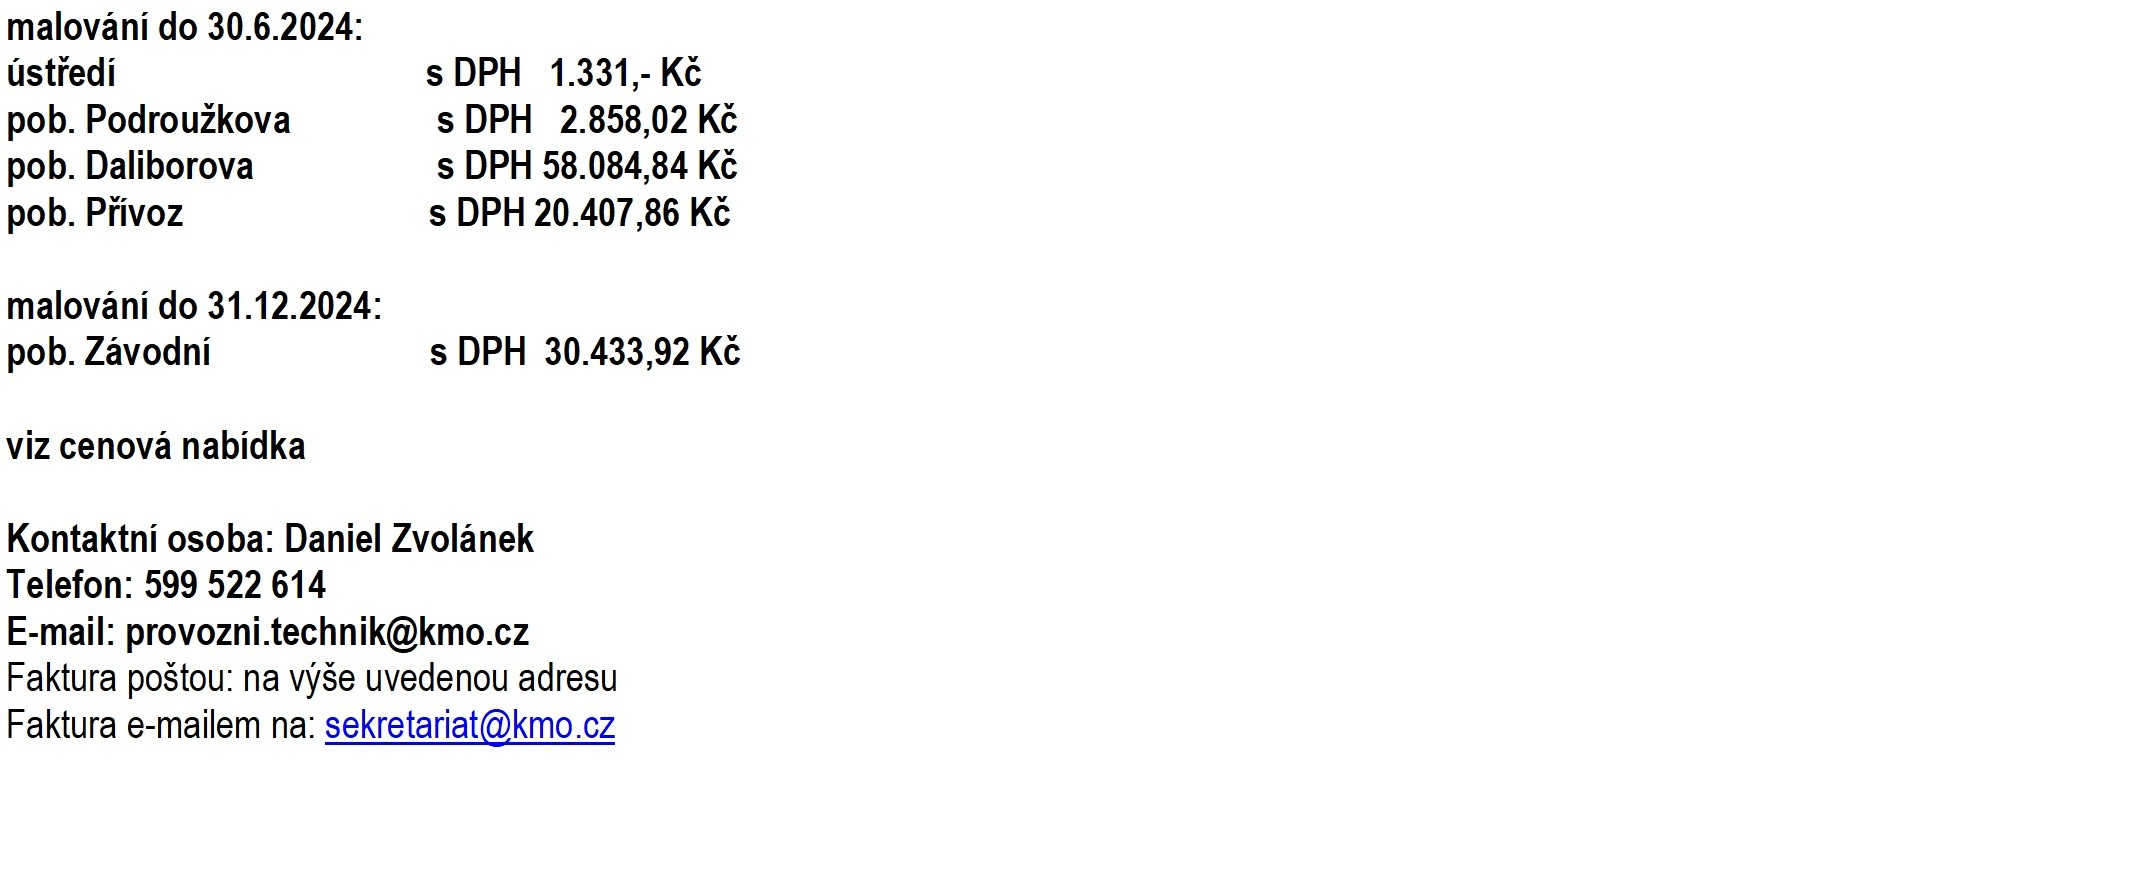 malování do 30.6.2024:
ústředí s DPH 1.331,- Kč
pob. Podroužkova s DPH 2.858,02 Kč
pob. Daliborova s DPH 58.084,84 Kč
pob. Přívoz s DPH 20.407,86 Kč
malování do 31.12.2024:
pob. Závodní s DPH 30.433,92 Kč
viz cenová nabídka
Kontaktní osoba: Daniel Zvolánek
Telefon: 599 522 614
E-mail: provozni.technik@kmo.cz
Faktura poštou: na výše uvedenou adresu
Faktura e-mailem na: sekretariat@kmo.cz